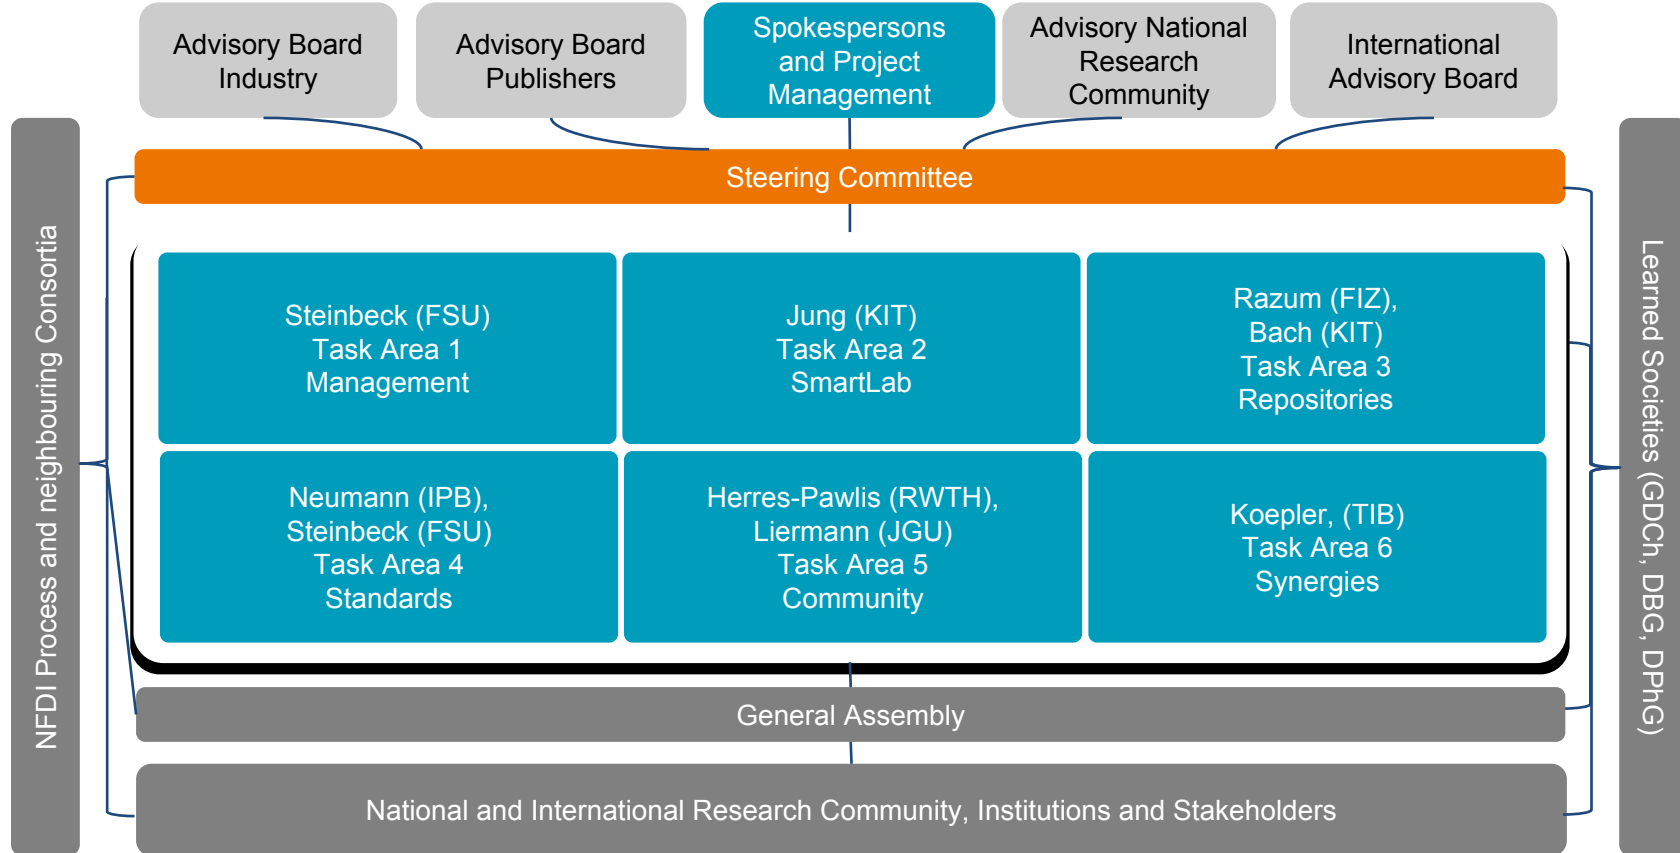 Advisory Board
Industry
Advisory Board
Publishers
Spokespersons
and Project
Management
Advisory National
Research
Community
International
Advisory Board
NFDI Process and neighbouring Consortia
Steering Committee
Steinbeck (FSU)
Task Area 1
Management
Jung (KIT)
Task Area 2
SmartLab
Razum (FIZ),
Bach (KIT)
Task Area 3
Repositories
Neumann (IPB),
Steinbeck (FSU)
Task Area 4
Standards
Herres-Pawlis (RWTH),
Liermann (JGU)
Task Area 5
Community
Koepler, (TIB)
Task Area 6
Synergies
Learned Societies (GDCh, DBG, DPhG)
General Assembly
National and International Research Community, Institutions and Stakeholders